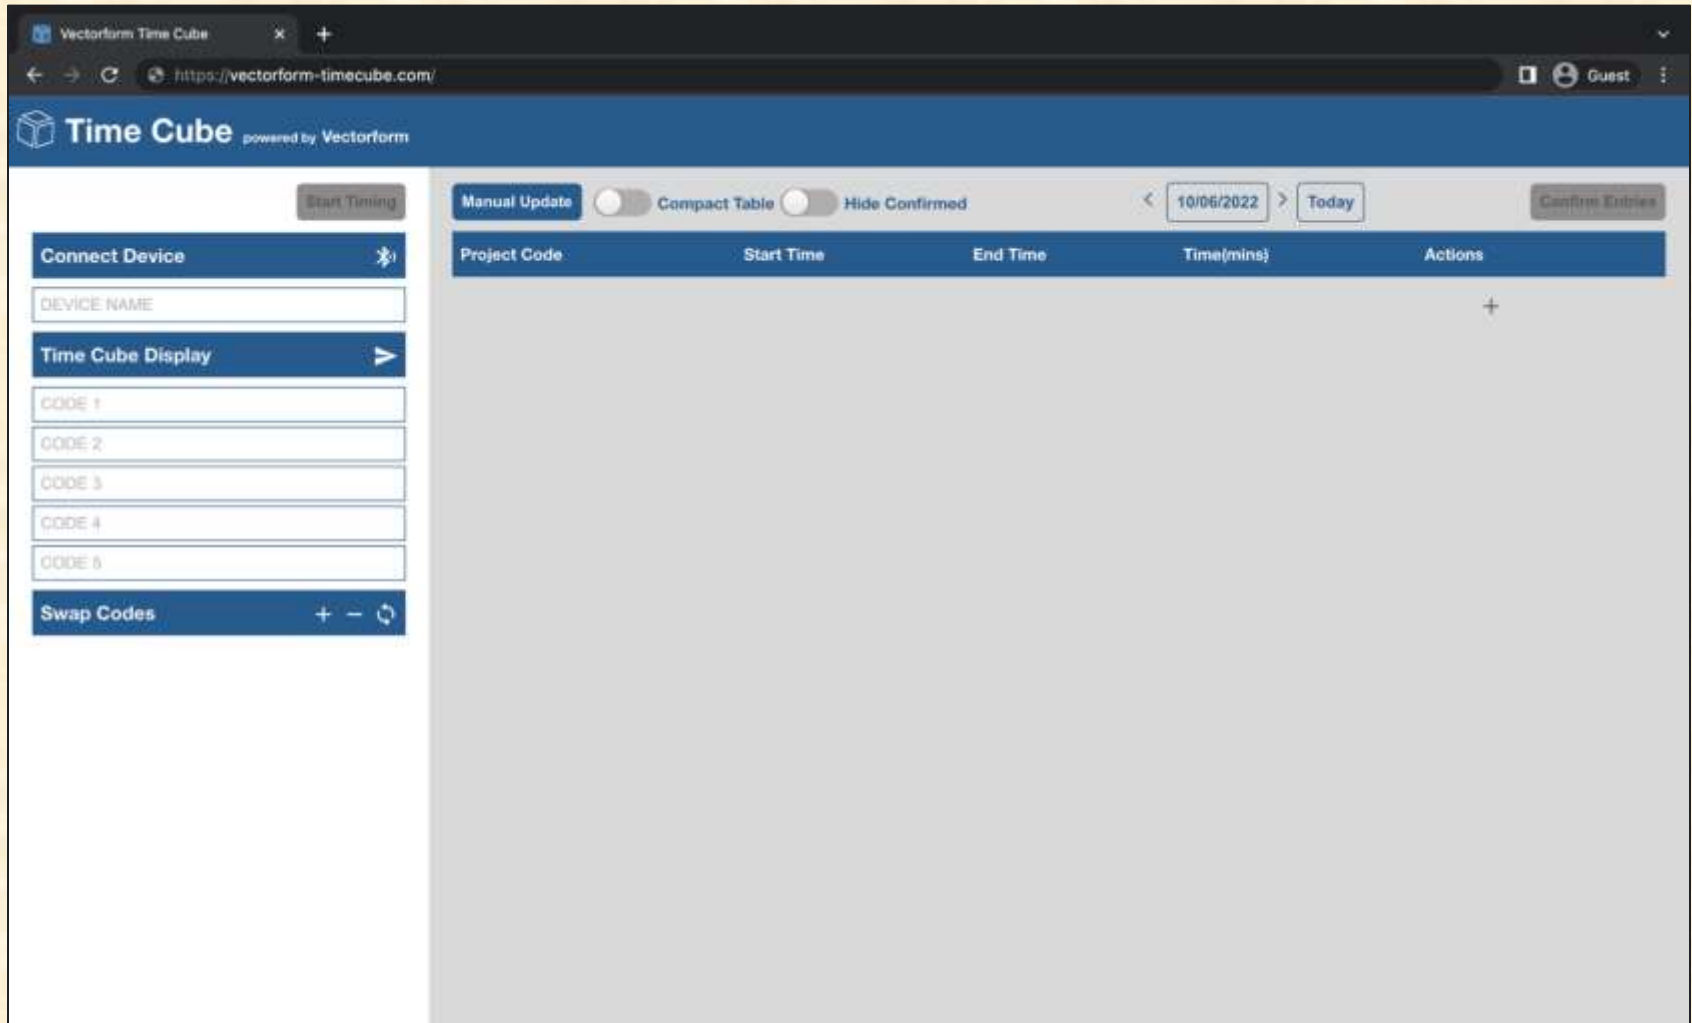 Vectorform Time Cube
https://vectorform-timecube.com/
Guest
Time Cube powered by Vectorform
Start Timing
Connect Device
DEVICE NAME
Time Cube Display
CODE 1
CODE 2
CODE 3
CODE 4
CODE 5
Swap Codes
Manual Update
Compact Table
Hide Confirmed
< 10/06/2022 >
Today
Confirm Entries
Project Code Start Time End Time Time(mins) Actions
+